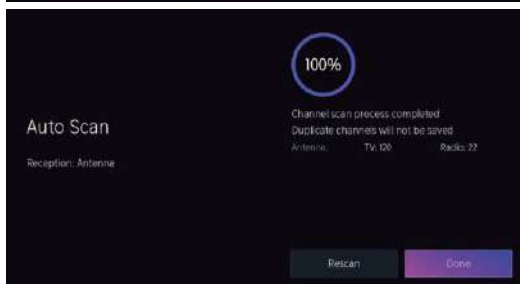 100%
Channel scan process completed
Duplicate channels will not be saved
Antenna: TV: 120 Radio: 22
Auto Scan
Reception: Antenna
Rescan Done